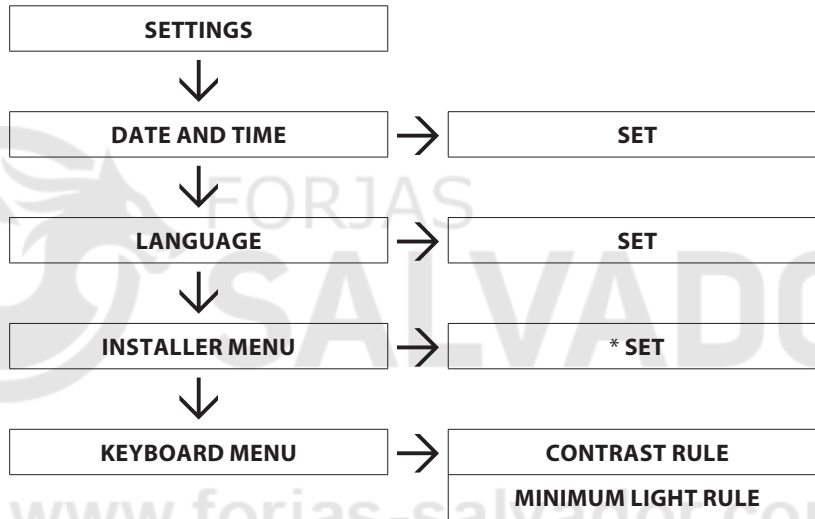 SETTINGS
DATE AND TIME SET
LANGUAGE SET
INSTALLER MENU * SET
KEYBOARD MENU CONTRAST RULE
MINIMUM LIGHT RULE
FORJAS
SALVADO
www.forjas-salvador.co